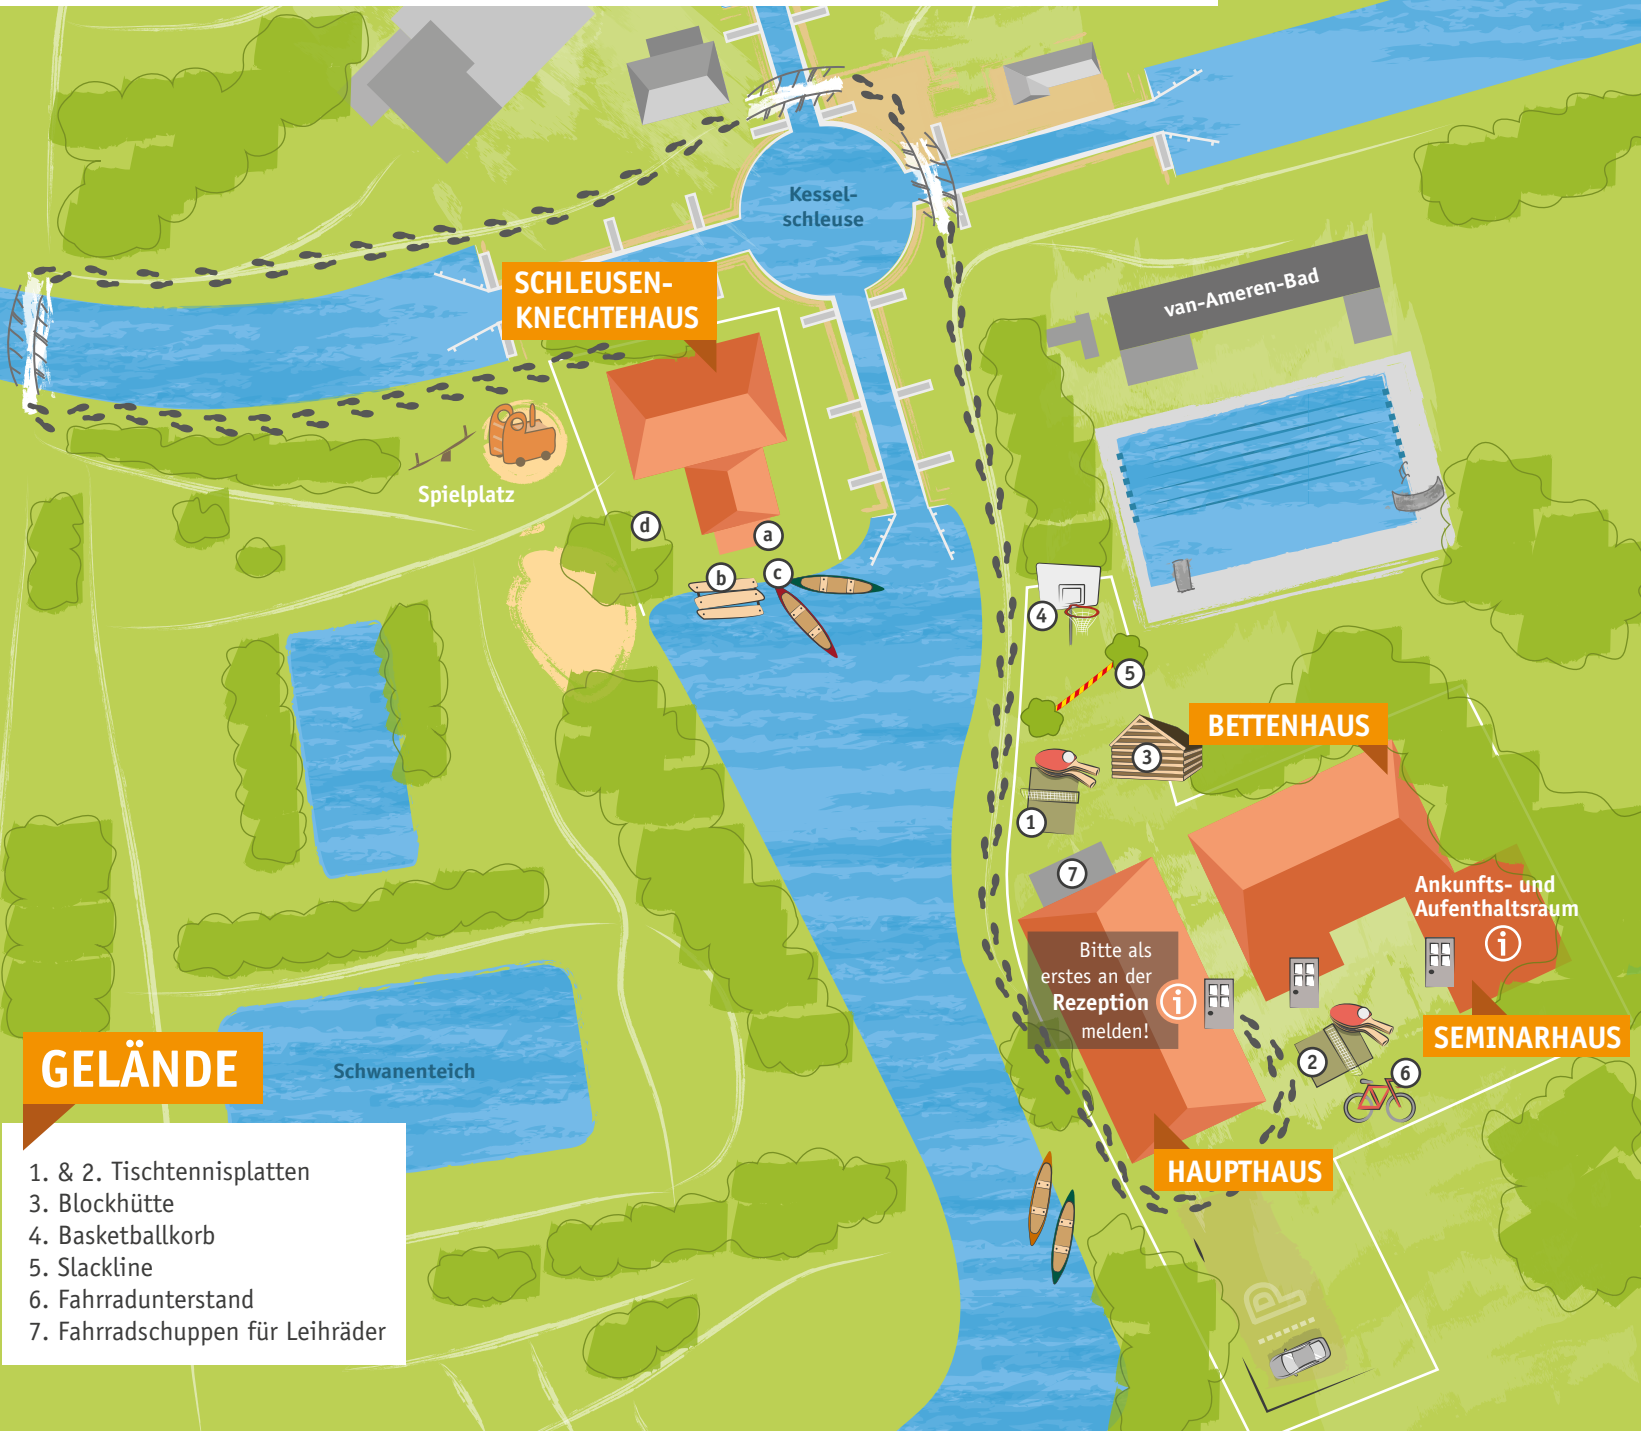 Kessel-
schleuse
SCHLEUSEN-
KNECHTEHAUS
van-Ameren-Bad
Spielplatz
d
a
b
c
4
5
BETTENHAUS
3
1
7
Ankunfts- und
Aufenthaltsraum
i
Bitte als
erstes an der
Rezeption
melden!
i
SEMINARHAUS
2
6
HAUPTHAUS
P
Schwanenteich
GELÄNDE
1. & 2. Tischtennisplatten
3. Blockhütte
4. Basketballkorb
5. Slackline
6. Fahrradunterstand
7. Fahrradschuppen für Leihräder